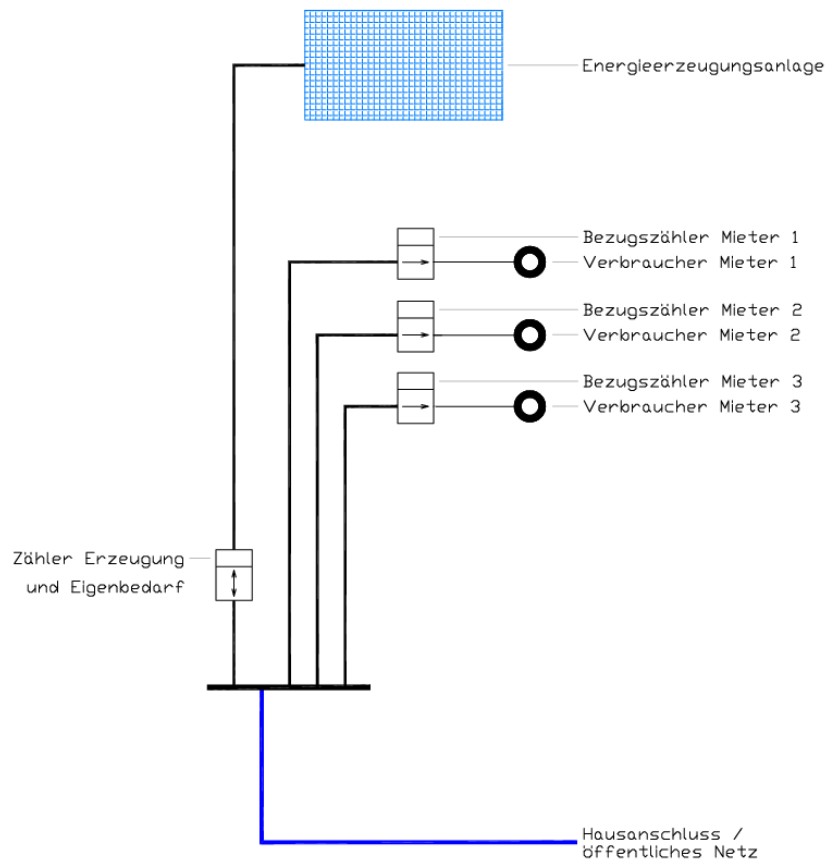 Energieerzeugungsanlage
Bezugszähler Mieter 1
Verbraucher Mieter 1
Bezugszähler Mieter 2
Verbraucher Mieter 2
Bezugszähler Mieter 3
Verbraucher Mieter 3
Zähler Erzeugung
und Eigenbedarf
Hausanschluss /
öffentliches Netz